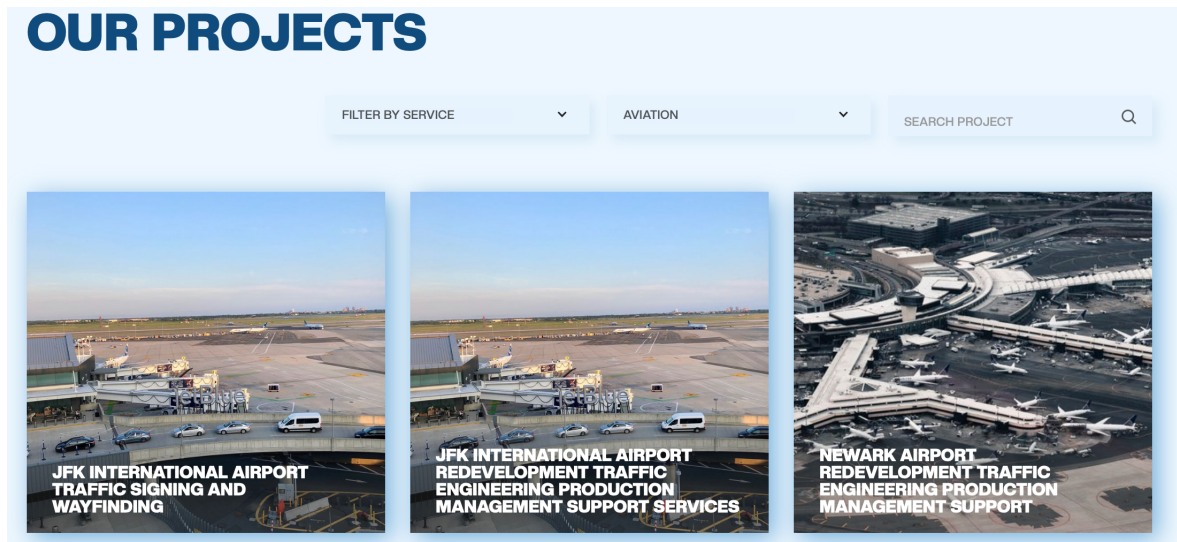 OUR PROJECTS
FILTER BY SERVICE
AVIATION
SEARCH PROJECT
JFK INTERNATIONAL AIRPORT
TRAFFIC SIGNING AND
WAYFINDING
JFK INTERNATIONAL AIRPORT
REDEVELOPMENT TRAFFIC
ENGINEERING PRODUCTION
MANAGEMENT SUPPORT SERVICES
NEWARK AIRPORT
REDEVELOPMENT TRAFFIC
ENGINEERING PRODUCTION
MANAGEMENT SUPPORT